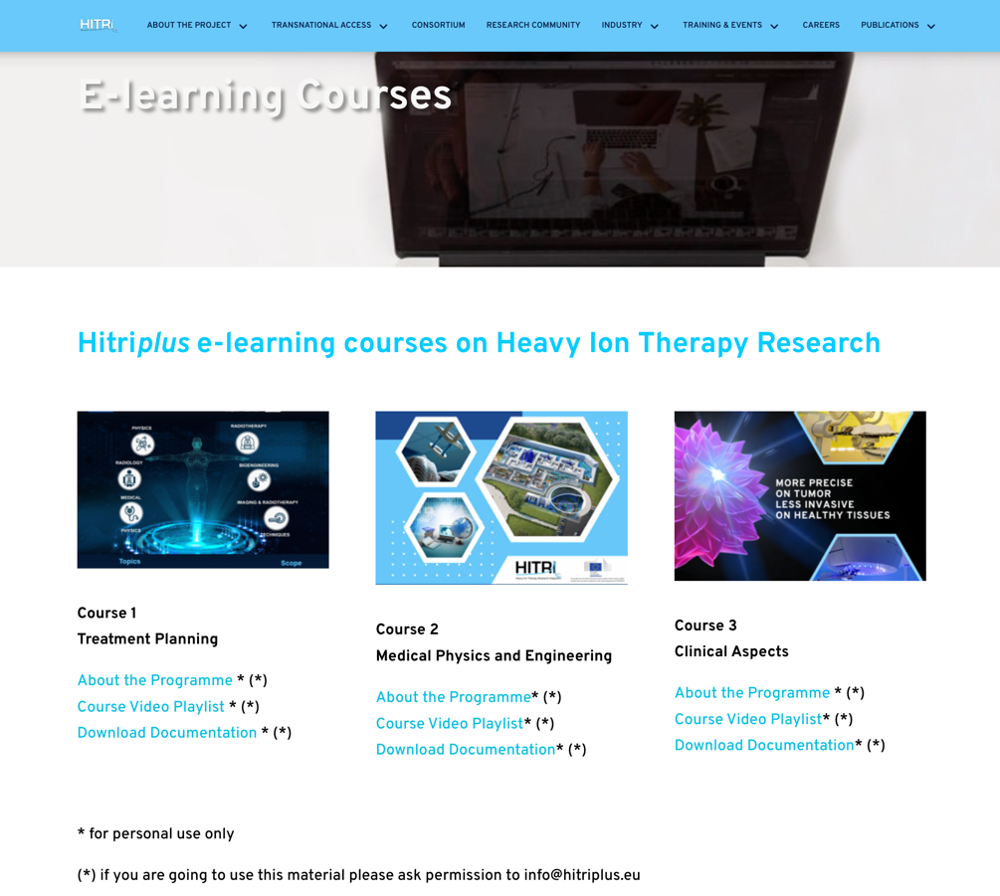 HITRI
ABOUT THE PROJECT
TRANSNATIONAL ACCESS
CONSORTIUM
RESEARCH COMMUNITY
INDUSTRY
TRAINING & EVENTS
CAREERS
PUBLICATIONS
E-learning Courses
Hitriplus e-learning courses on Heavy Ion Therapy Research
PHYSICS
RADIOTHERAPY
RADIOLOGY
BIOENGINEERING
MEDICAL
PHYSICS
IMAGING & RADIOTHERAPY
TECHNIQUES
Topics
Scope
HITRI
MORE PRECISE
ON TUMOR
LESS INVASIVE
ON HEALTHY TISSUES
Course 1
Treatment Planning
About the Programme * (*)
Course Video Playlist * (*)
Download Documentation * (*)
Course 2
Medical Physics and Engineering
About the Programme* (*)
Course Video Playlist* (*)
Download Documentation* (*)
Course 3
Clinical Aspects
About the Programme * (*)
Course Video Playlist* (*)
Download Documentation* (*)
* for personal use only
(*) if you are going to use this material please ask permission to info@hitriplus.eu